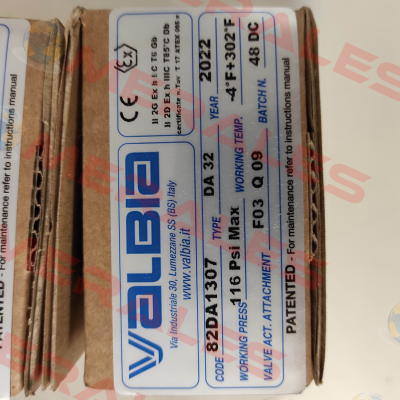 VALBIA
Via Industriale 30, Lumezzane SS (BS) Italy
www.valbia.it
CE Ex
II 2G Ex h IIC T6 Gb
II 2D Ex h IIIC T85°C Db
CODE 82DA1307 TYPE DA 32 YEAR 2022
WORKING PRESS 116 Psi Max WORKING TEMP. -4°F+302°F
VALVE ACT. ATTACHMENT F03 Q 09 BATCH N. 48 DC
PATENTED - For maintenance refer to instructions manual
PATENTED - For maintenance refer to instructions manual